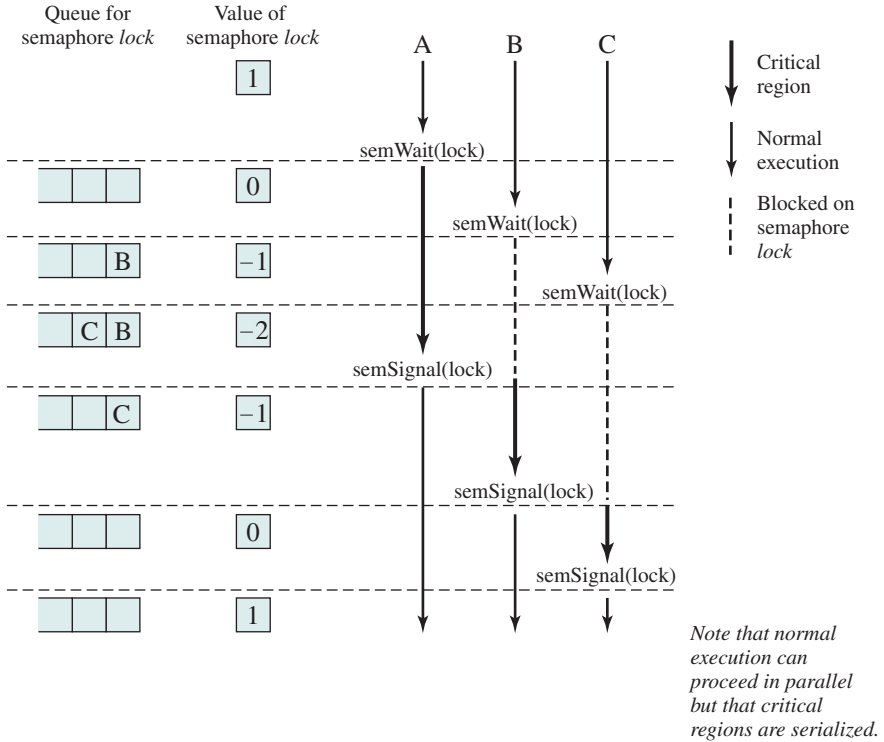 Queue for
semaphore lock
Value of
semaphore lock
A
B
C
1
Critical
region
Normal
execution
semWait(lock)
0
Blocked on
semaphore
lock
semWait(lock)
B
–1
semWait(lock)
C B
–2
semSignal(lock)
C
–1
semSignal(lock)
0
semSignal(lock)
1
Note that normal
execution can
proceed in parallel
but that critical
regions are serialized.